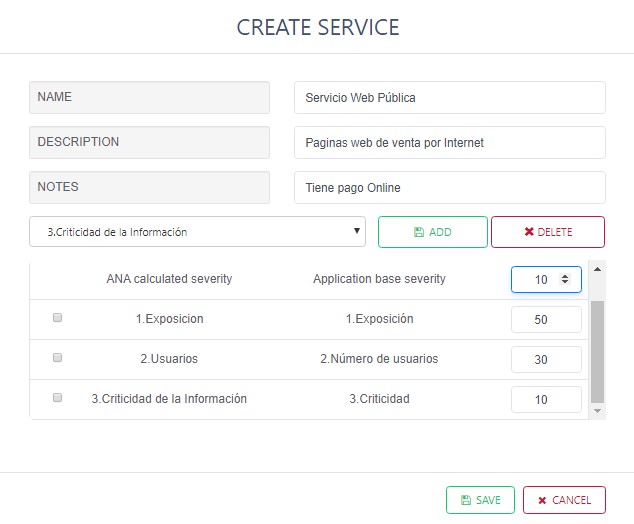 CREATE SERVICE
NAME Servicio Web Pública
DESCRIPTION Paginas web de venta por Internet
NOTES Tiene pago Online
3.Criticidad de la Información ADD DELETE
ANA calculated severity Application base severity 10
1.Exposicion 1.Exposición 50
2.Usuarios 2.Número de usuarios 30
3.Criticidad de la Información 3.Criticidad 10
SAVE CANCEL